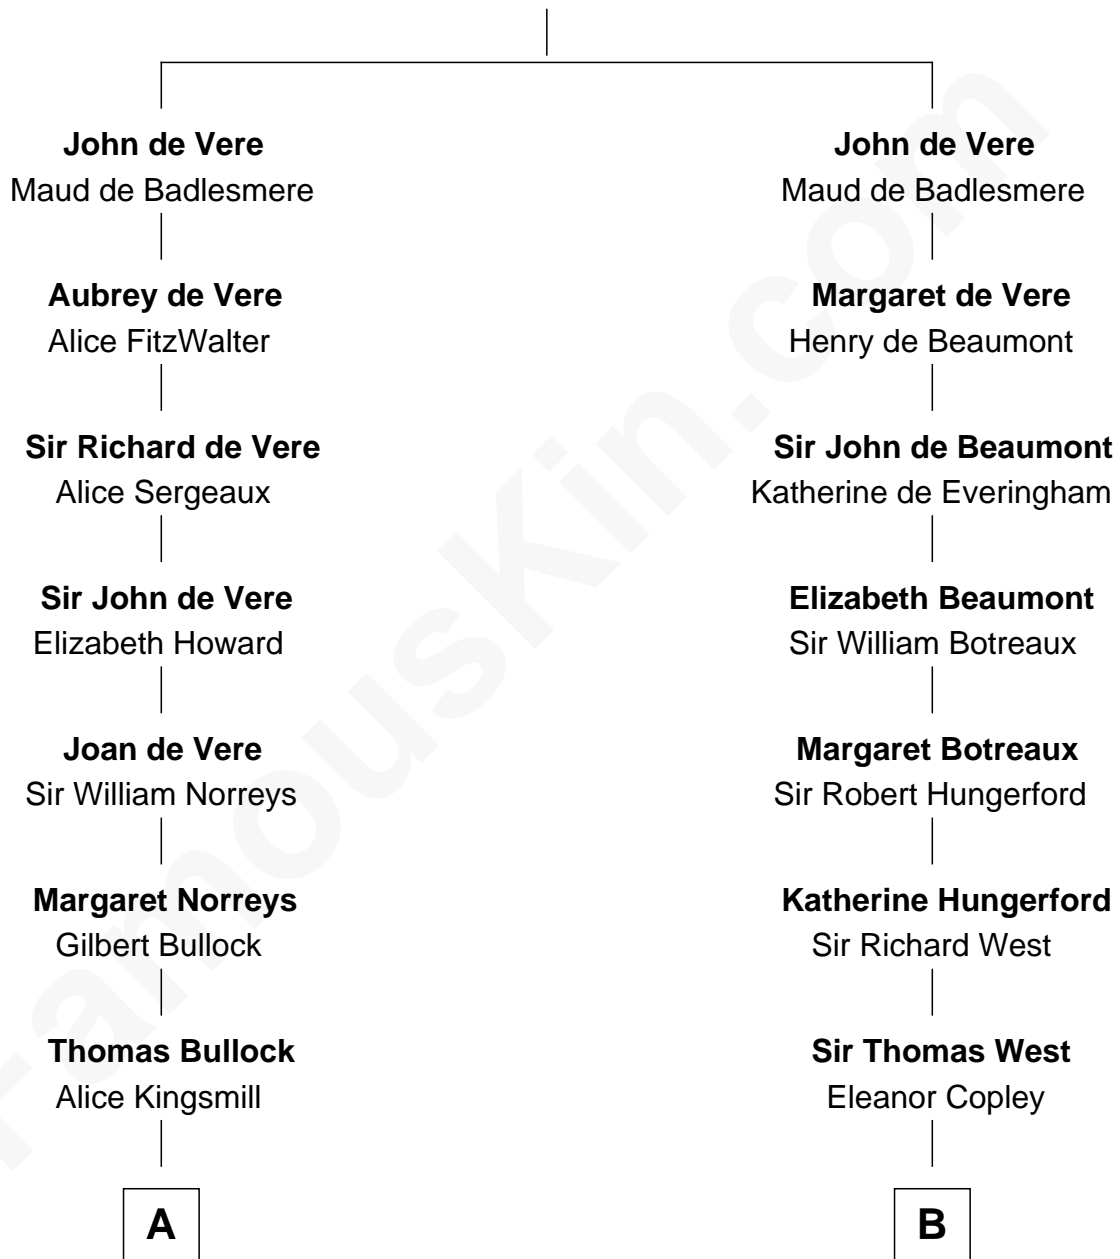 John de Vere
Maud de Badlesmere
Aubrey de Vere
Alice FitzWalter
Sir Richard de Vere
Alice Sergeaux
Sir John de Vere
Elizabeth Howard
Joan de Vere
Sir William Norreys
Margaret Norreys
Gilbert Bullock
Thomas Bullock
Alice Kingsmill
A
John de Vere
Maud de Badlesmere
Margaret de Vere
Henry de Beaumont
Sir John de Beaumont
Katherine de Everingham
Elizabeth Beaumont
Sir William Botreaux
Margaret Botreaux
Sir Robert Hungerford
Katherine Hungerford
Sir Richard West
Sir Thomas West
Eleanor Copley
B
FamousKin.com